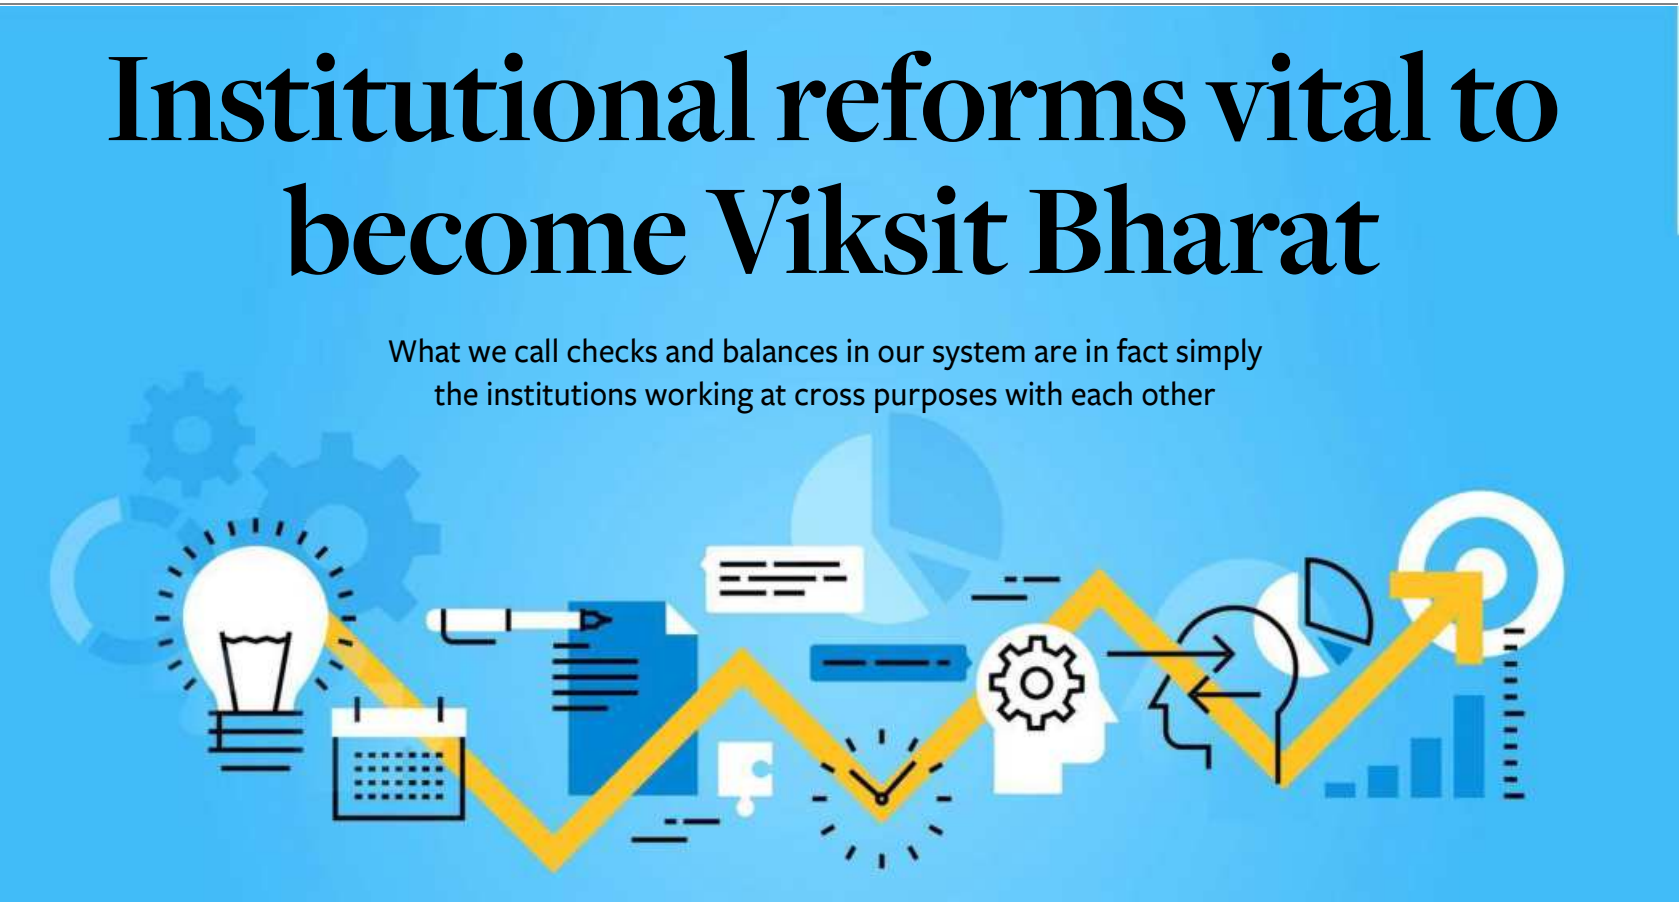 Institutional reforms vital to
become Viksit Bharat
What we call checks and balances in our system are in fact simply
the institutions working at cross purposes with each other